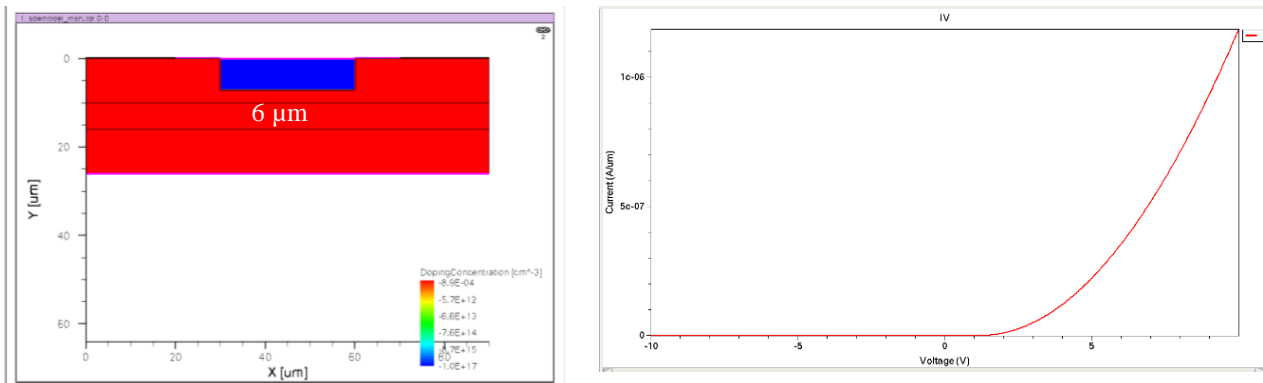 1: sdemodel_msh.tdr 0-0
2
0
20
40
60
Y [um]
6 µm
DopingConcentration [cm^-3]
-8.9E-04
-5.7E+12
-6.6E+13
-7.6E+14
-1.0E+17
0
20
40
60
80
X [um]
IV
1e-06
5e-07
0
Current (A/um)
-10
-5
0
5
Voltage (V)